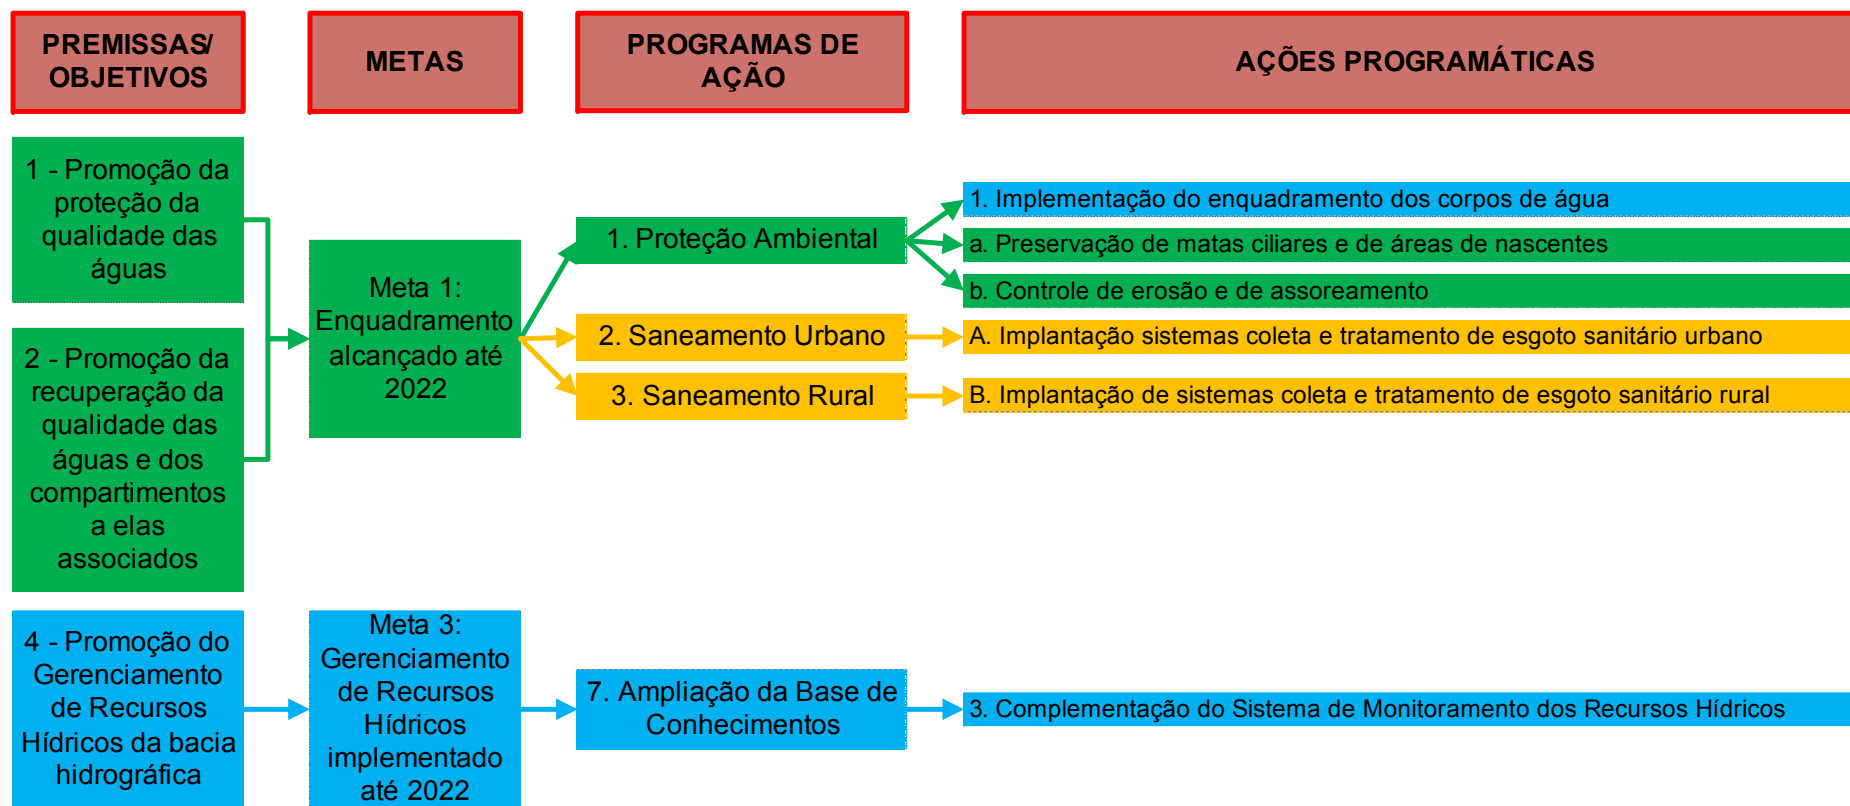 PREMISSAS/
OBJETIVOS
METAS
PROGRAMAS DE
AÇÃO
AÇÕES PROGRAMÁTICAS
1 - Promoção da
proteção da
qualidade das
águas
2 - Promoção da
recuperação da
qualidade das
águas e dos
compartimentos
a elas
associados
Meta 1:
Enquadramento
alcançado até
2022
1. Proteção Ambiental
2. Saneamento Urbano
3. Saneamento Rural
1. Implementação do enquadramento dos corpos de água
a. Preservação de matas ciliares e de áreas de nascentes
b. Controle de erosão e de assoreamento
A. Implantação sistemas coleta e tratamento de esgoto sanitário urbano
B. Implantação de sistemas coleta e tratamento de esgoto sanitário rural
4 - Promoção do
Gerenciamento
de Recursos
Hídricos da bacia
hidrográfica
Meta 3:
Gerenciamento
de Recursos
Hídricos
implementado
até 2022
7. Ampliação da Base de
Conhecimentos
3. Complementação do Sistema de Monitoramento dos Recursos Hídricos